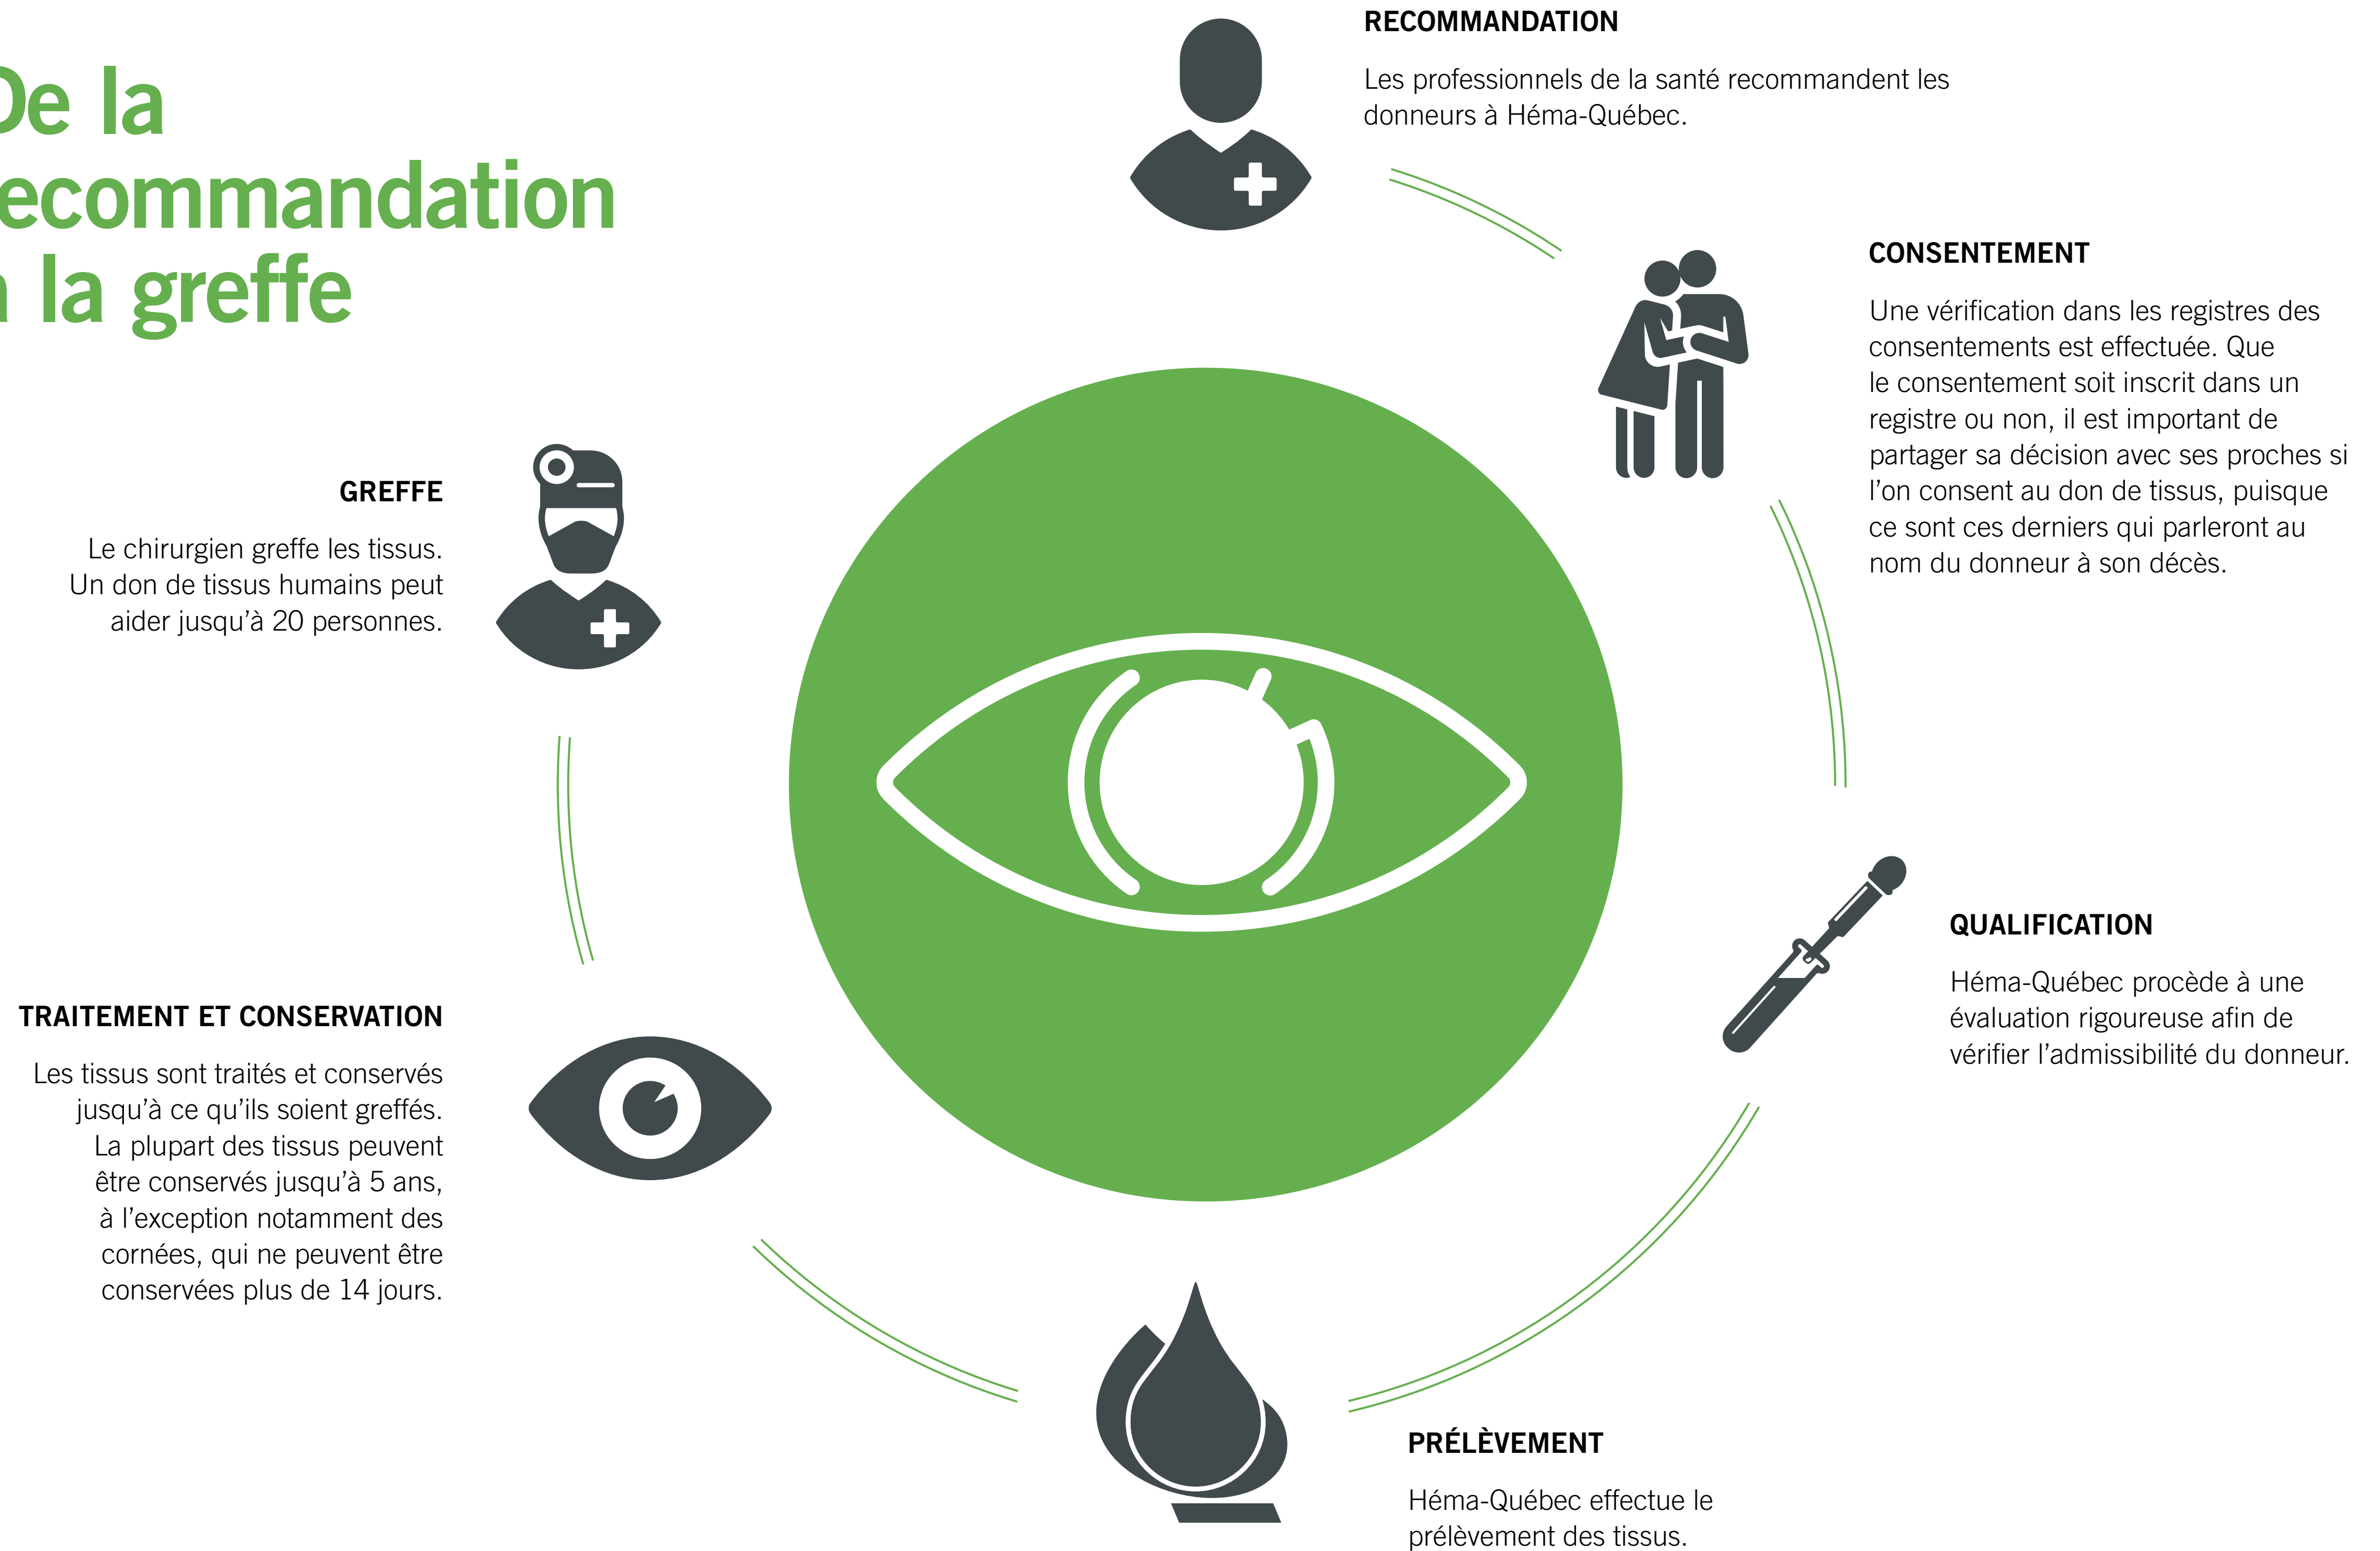 De la
recommandation
à la greffe
RECOMMANDATION
Les professionnels de la santé recommandent les
donneurs à Héma-Québec.
CONSENTEMENT
Une vérification dans les registres des
consentements est effectuée. Que
le consentement soit inscrit dans un
registre ou non, il est important de
partager sa décision avec ses proches si
l’on consent au don de tissus, puisque
ce sont ces derniers qui parleront au
nom du donneur à son décès.
QUALIFICATION
Héma-Québec procède à une
évaluation rigoureuse afin de
vérifier l’admissibilité du donneur.
PRÉLÈVEMENT
Héma-Québec effectue le
prélèvement des tissus.
TRAITEMENT ET CONSERVATION
Les tissus sont traités et conservés
jusqu’à ce qu’ils soient greffés.
La plupart des tissus peuvent
être conservés jusqu’à 5 ans,
à l’exception notamment des
cornées, qui ne peuvent être
conservées plus de 14 jours.
GREFFE
Le chirurgien greffe les tissus.
Un don de tissus humains peut
aider jusqu’à 20 personnes.